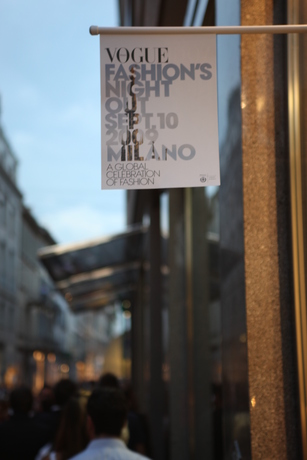 VOGUE
FASHION'S
NIGHT
OUT
SEPT.10
2009
MILANO
A GLOBAL
CELEBRATION
OF FASHION